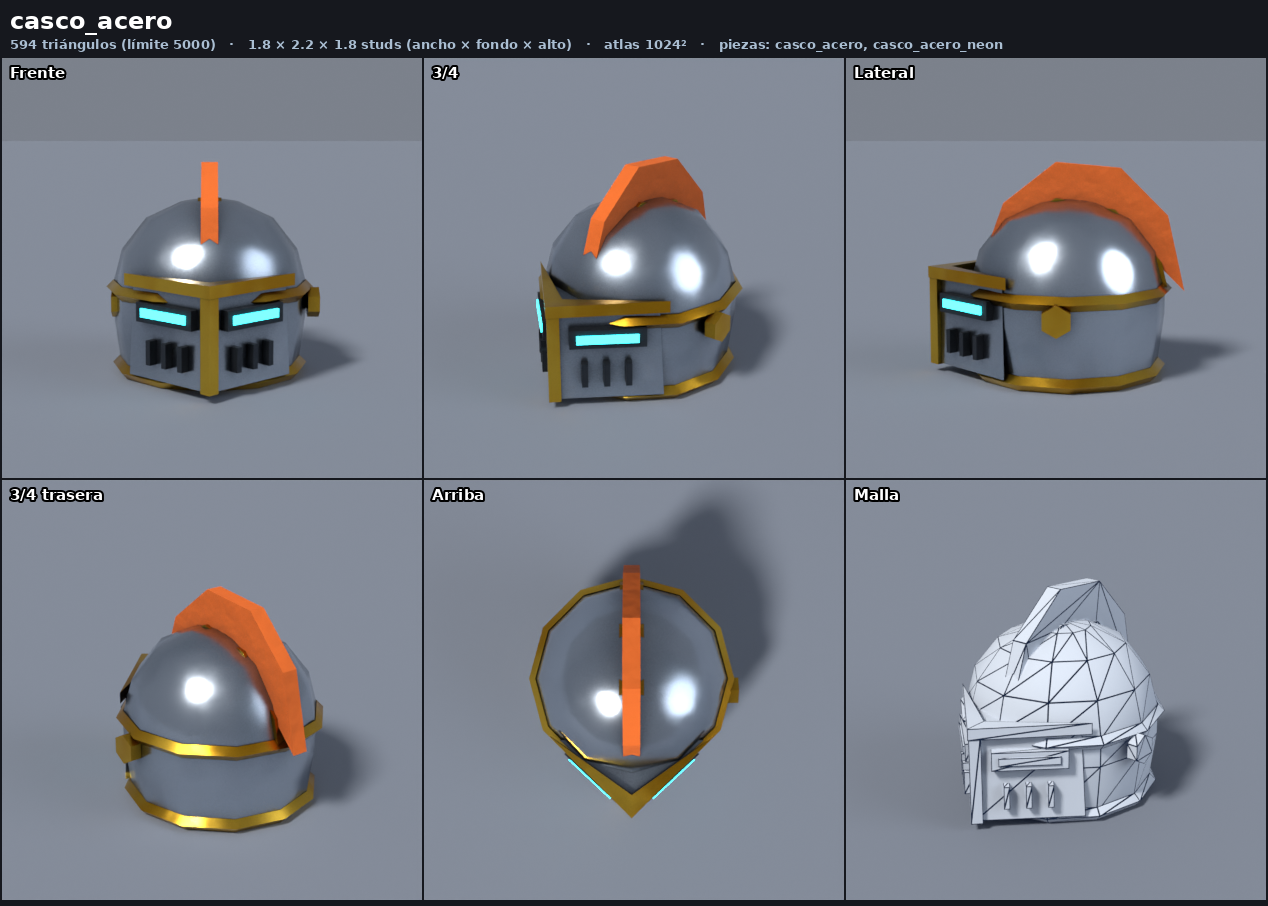 casco_acero
594 triángulos (límite 5000) · 1.8 × 2.2 × 1.8 studs (ancho × fondo × alto) · atlas 1024² · piezas: casco_acero, casco_acero_neon
Frente
3/4
Lateral
3/4 trasera
Arriba
Malla